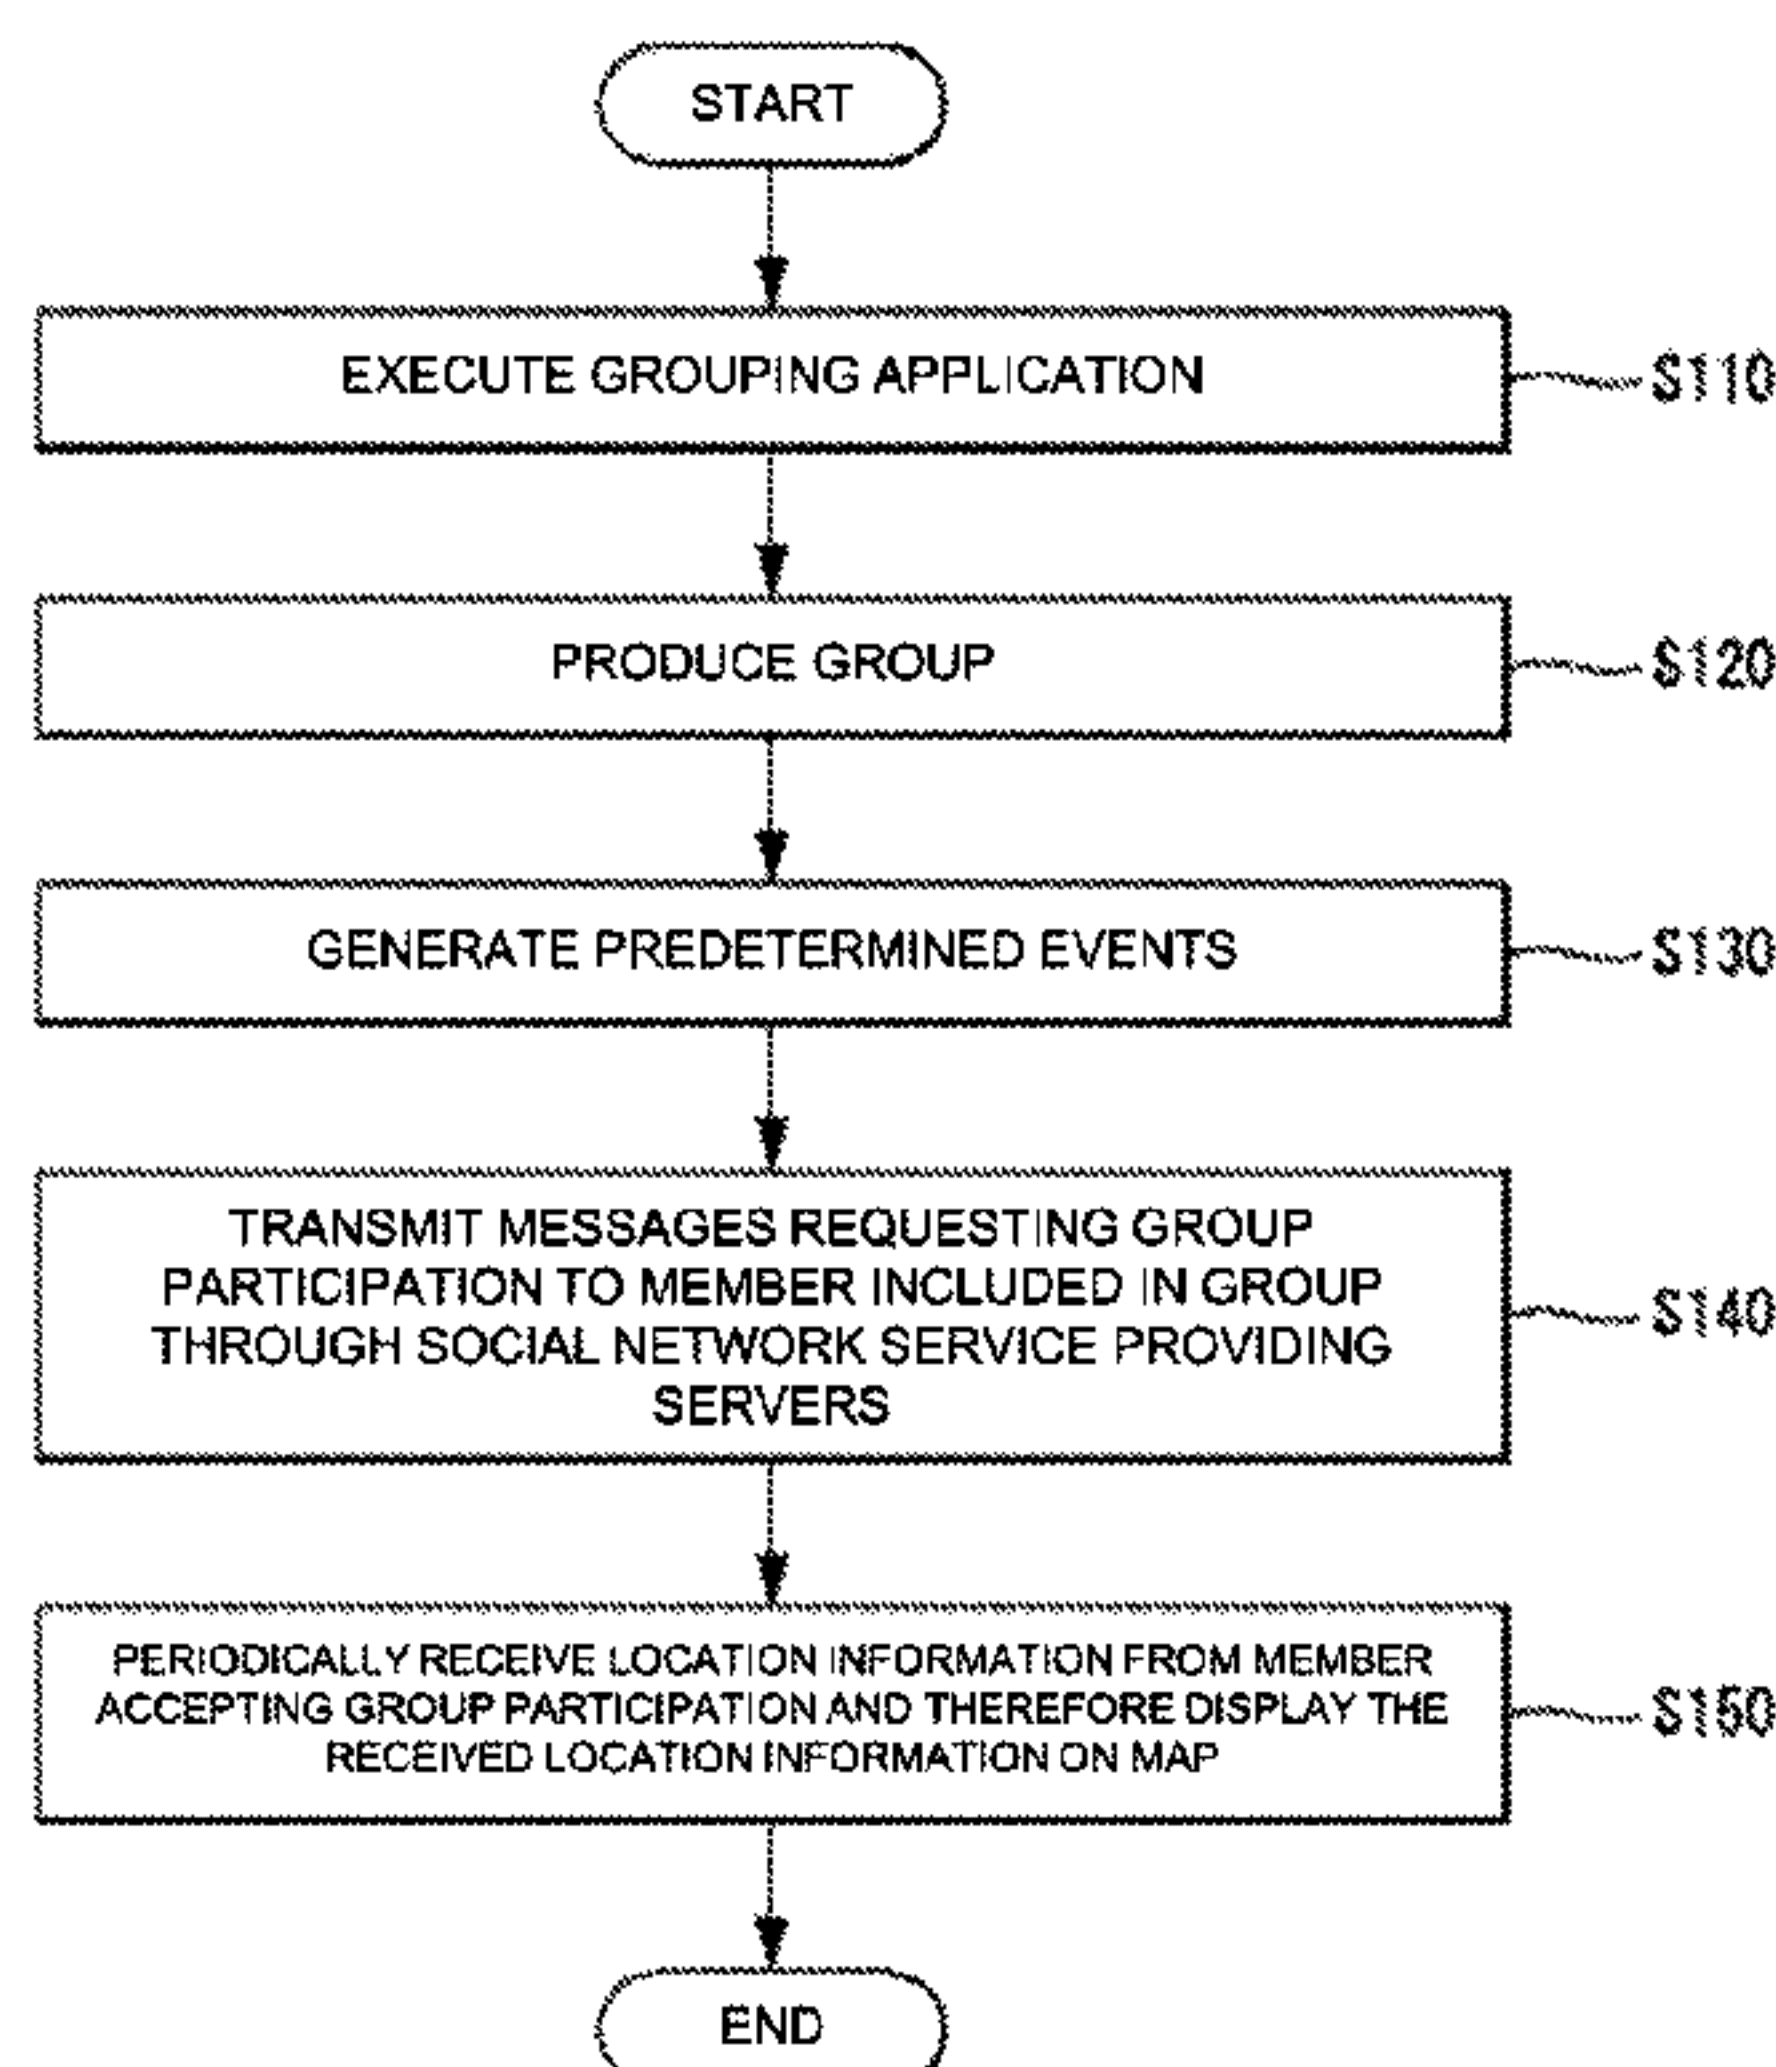 START
EXECUTE GROUPING APPLICATION
S110
PRODUCE GROUP
S120
GENERATE PREDETERMINED EVENTS
S130
TRANSMIT MESSAGES REQUESTING GROUP
PARTICIPATION TO MEMBER INCLUDED IN GROUP
THROUGH SOCIAL NETWORK SERVICE PROVIDING
SERVERS
S140
PERIODICALLY RECEIVE LOCATION INFORMATION FROM MEMBER
ACCEPTING GROUP PARTICIPATION AND THEREFORE DISPLAY THE
RECEIVED LOCATION INFORMATION ON MAP
S150
END